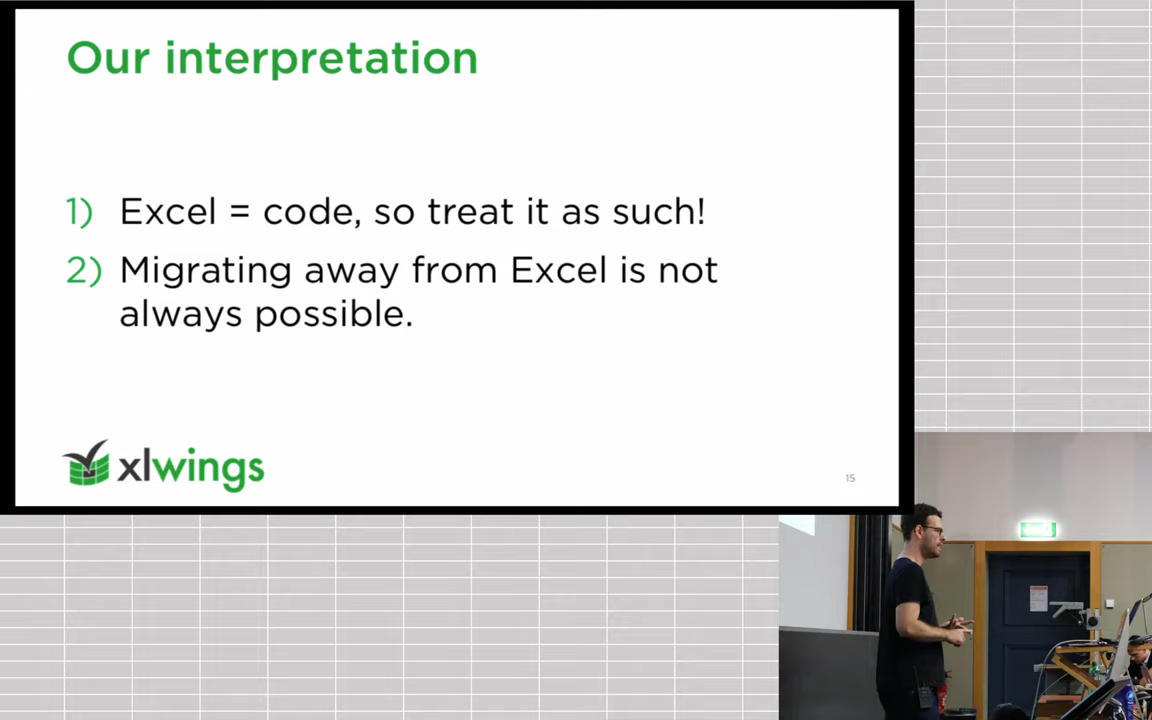 Our interpretation
1) Excel = code, so treat it as such!
2) Migrating away from Excel is not
always possible.
xlwings
15